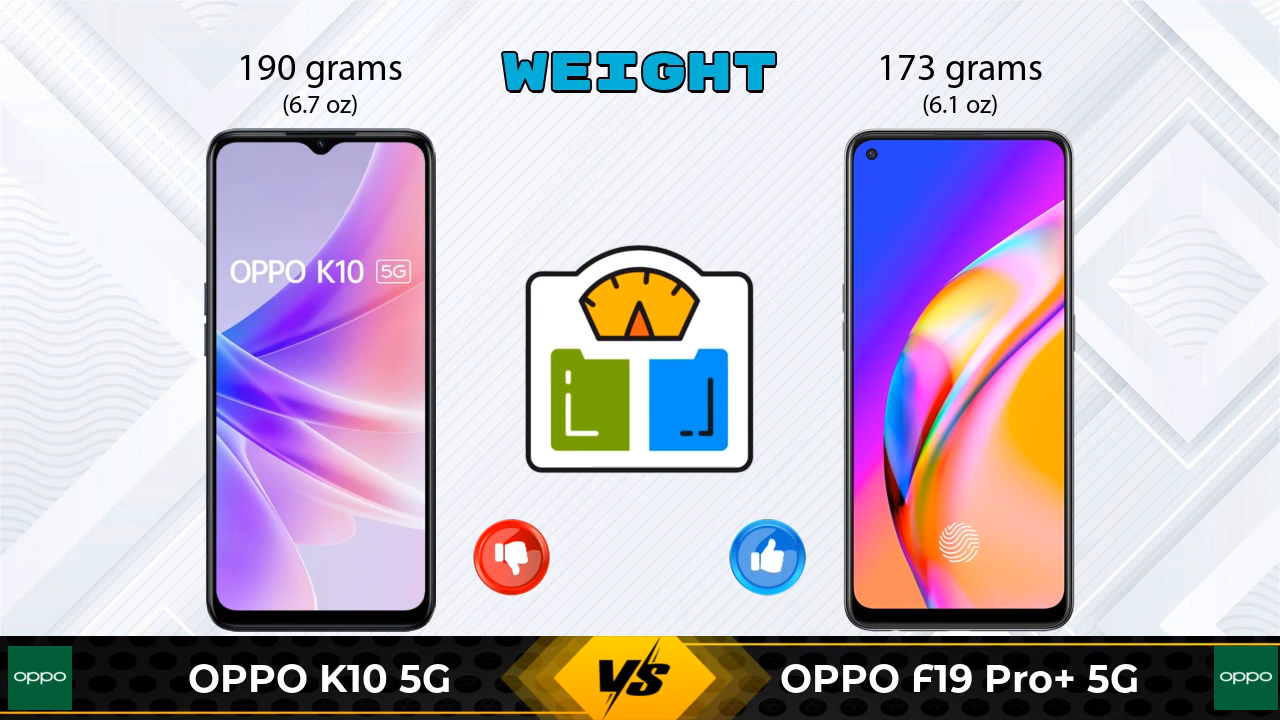 WEIGHT
190 grams
(6.7 oz)
173 grams
(6.1 oz)
OPPO K10 5G
oppo
OPPO K10 5G
VS
OPPO F19 Pro+ 5G
oppo